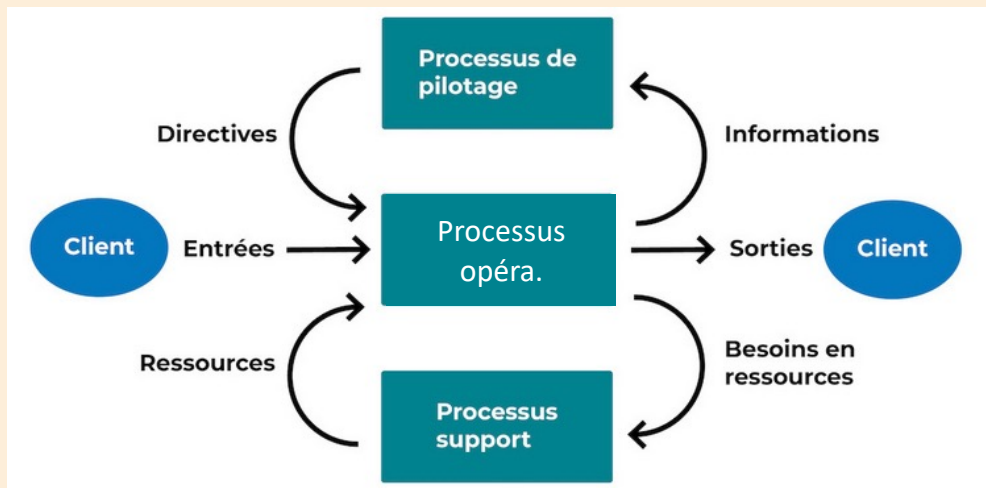 Processus de
pilotage
Directives
Informations
Client
Entrées
Processus
opéra.
Sorties
Client
Ressources
Besoins en
ressources
Processus
support